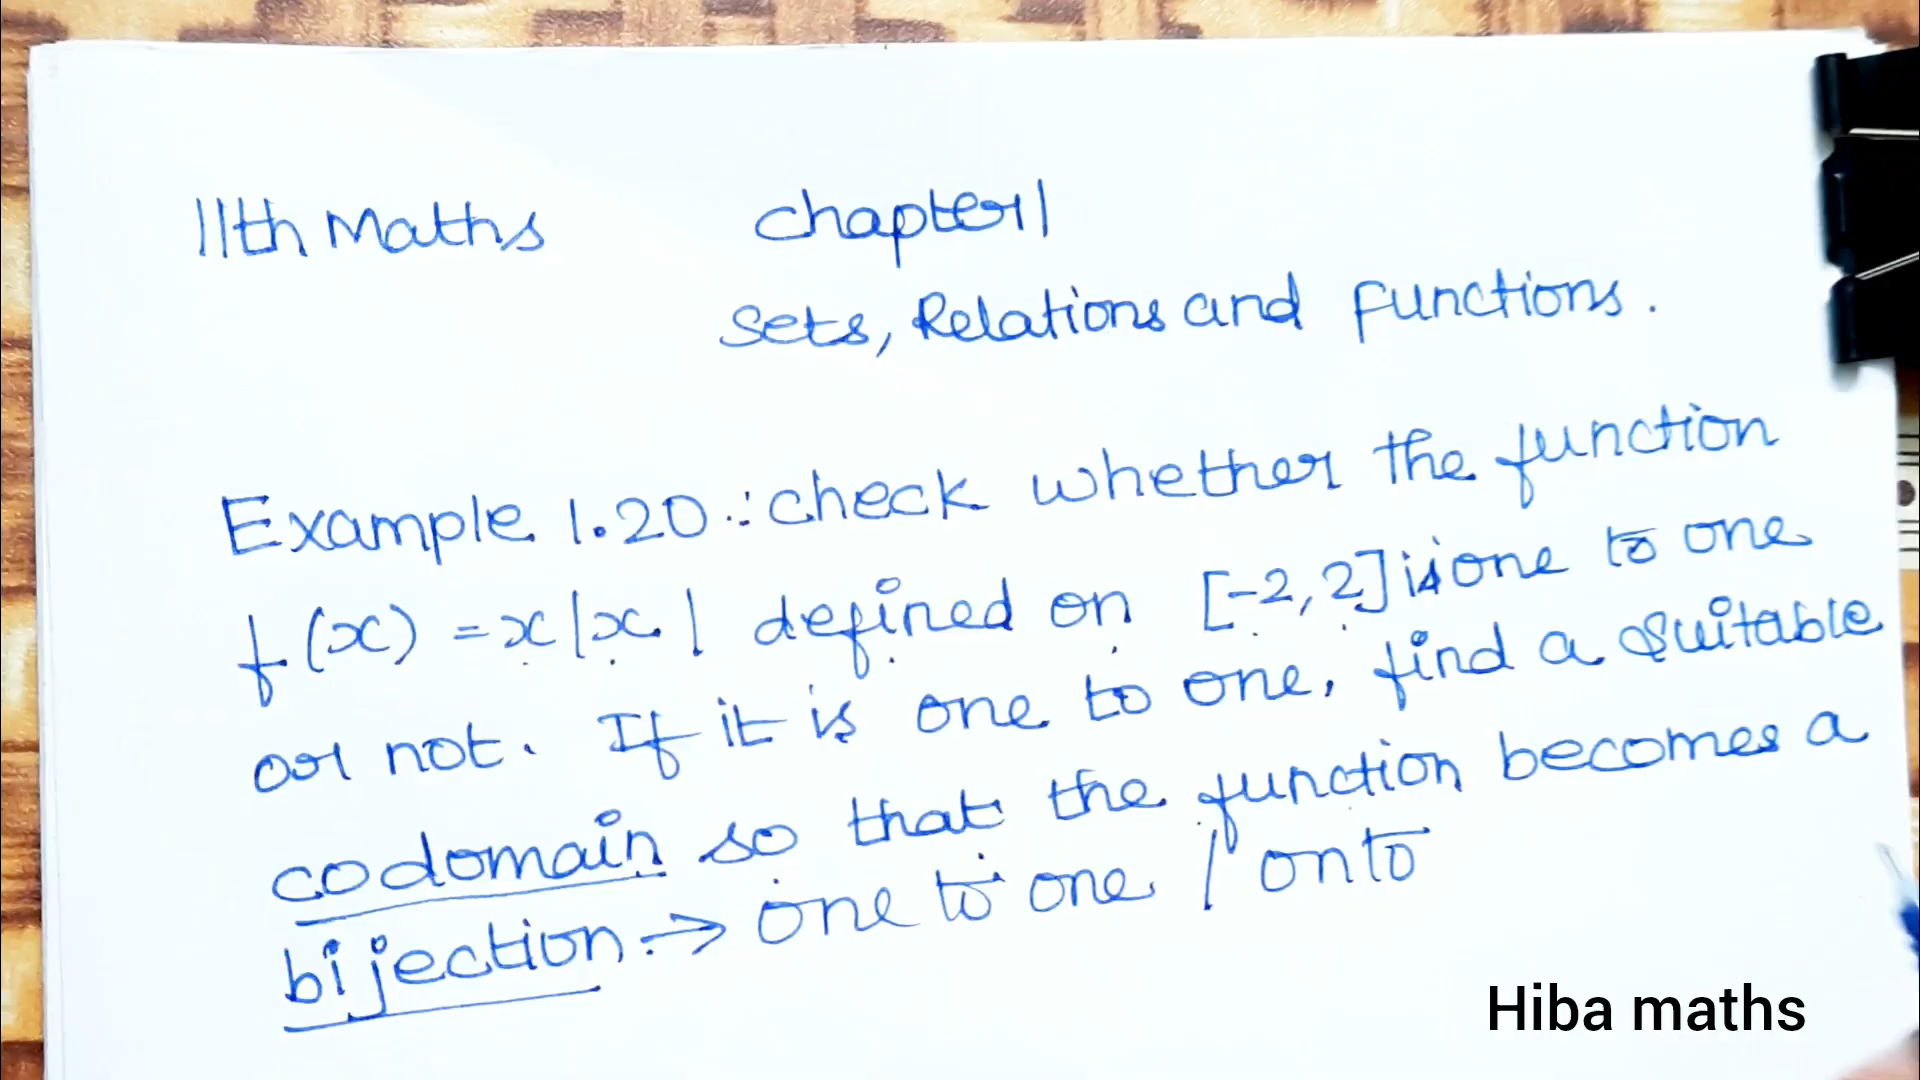 11th Maths chapter 1
Sets, Relations and Functions.
Example 1.20 : check whether the function
f(x) = x|x| defined on [-2, 2] is one to one
or not. If it is one to one, find a suitable
codomain so that the function becomes a
bijection → one to one / onto
Hiba maths